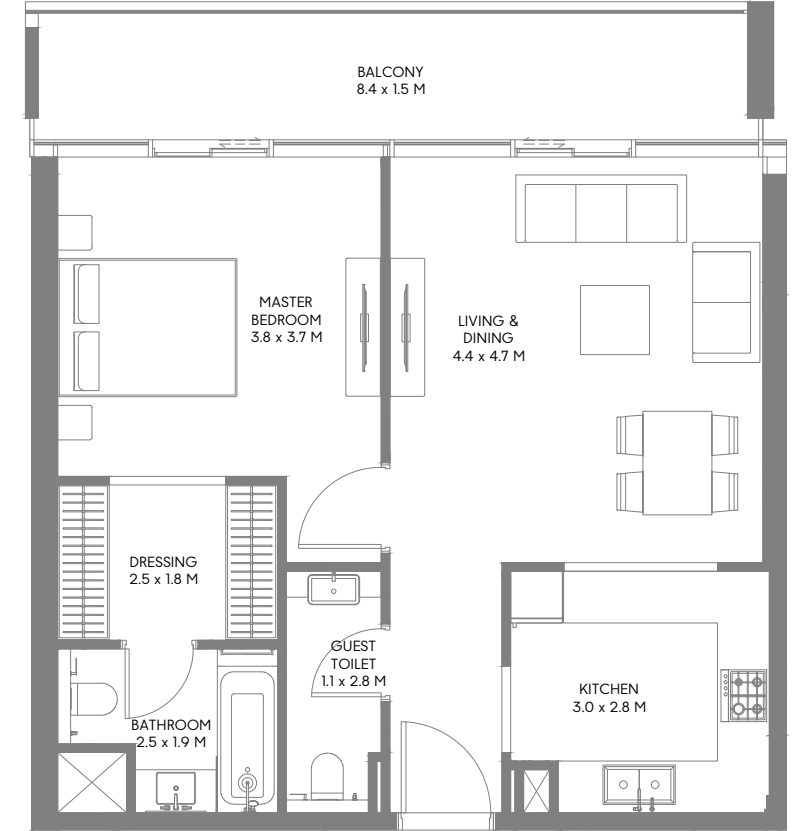 BALCONY
8.4 x 1.5 M
MASTER
BEDROOM
3.8 x 3.7 M
LIVING &
DINING
4.4 x 4.7 M
DRESSING
2.5 x 1.8 M
GUEST
TOILET
1.1 x 2.8 M
KITCHEN
3.0 x 2.8 M
BATHROOM
2.5 x 1.9 M